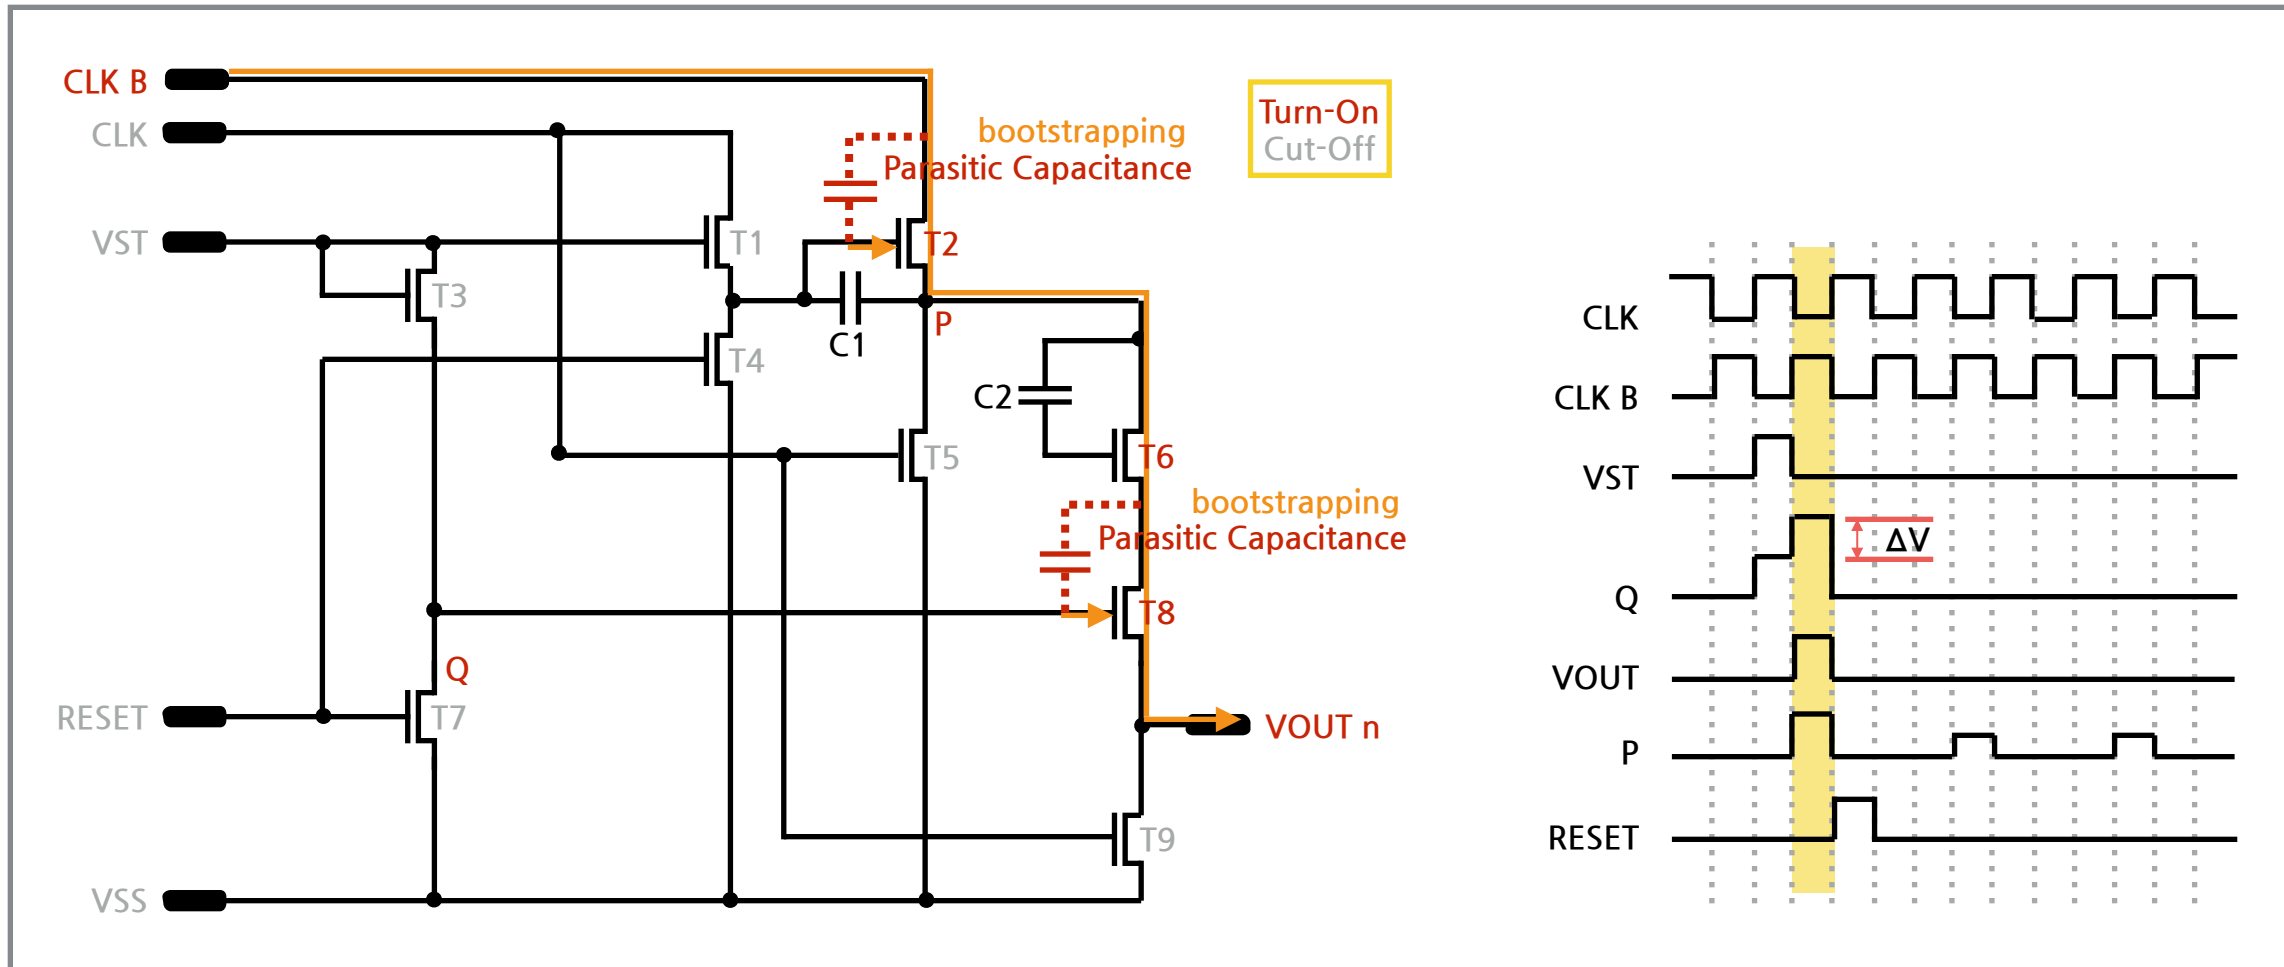 CLK B
CLK
bootstrapping
Parasitic Capacitance
Turn-On
Cut-Off
VST
T1
T2
T3
P
C1
T4
C2
T5
T6
bootstrapping
Parasitic Capacitance
T8
Q
RESET
T7
VOUT n
T9
VSS
CLK
CLK B
VST
ΔV
Q
VOUT
P
RESET